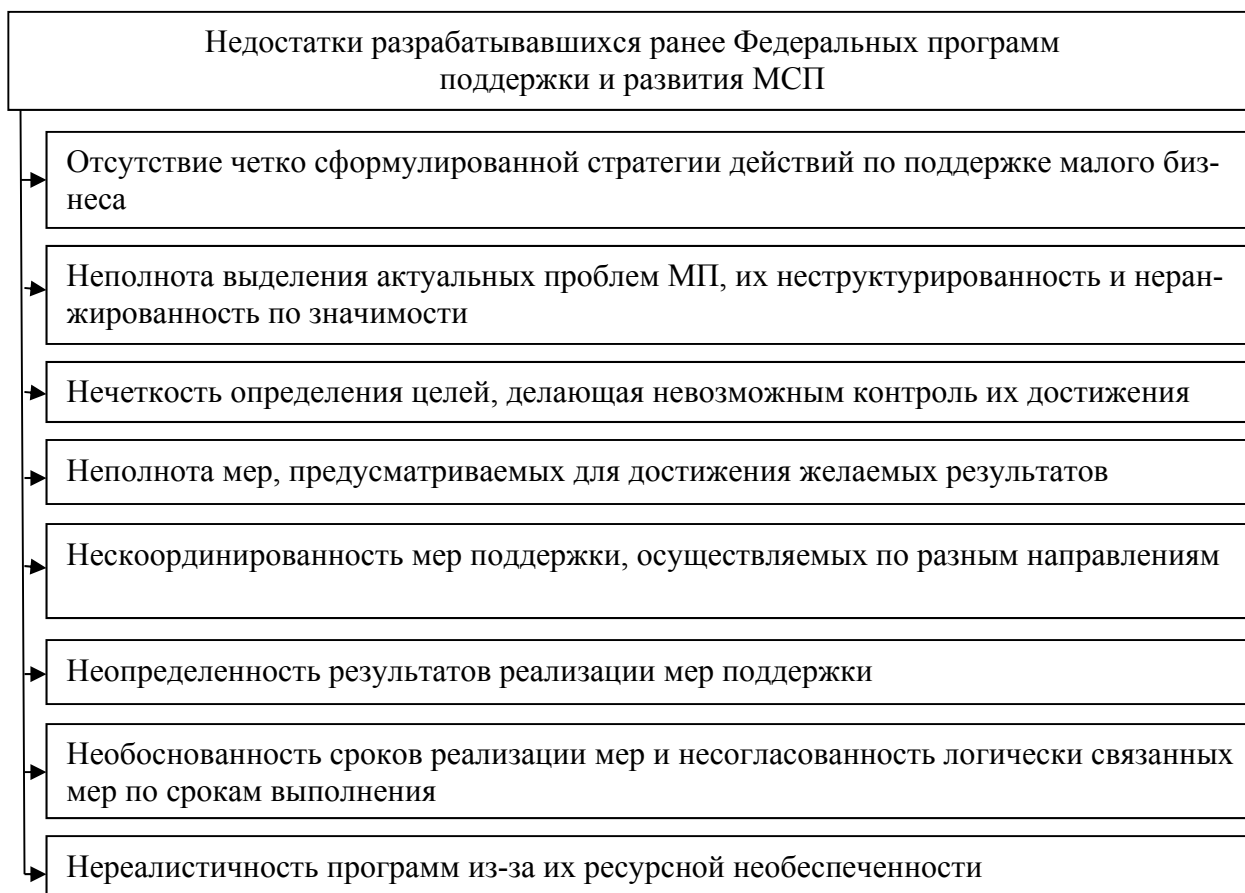 Недостатки разрабатывавшихся ранее Федеральных программ
поддержки и развития МСП
Отсутствие четко сформулированной стратегии действий по поддержке малого биз-
неса
Неполнота выделения актуальных проблем МП, их неструктурированность и неран-
жированность по значимости
Нечеткость определения целей, делающая невозможным контроль их достижения
Неполнота мер, предусматриваемых для достижения желаемых результатов
Нескоординированность мер поддержки, осуществляемых по разным направлениям
Неопределенность результатов реализации мер поддержки
Необоснованность сроков реализации мер и несогласованность логически связанных
мер по срокам выполнения
Нереалистичность программ из-за их ресурсной необеспеченности